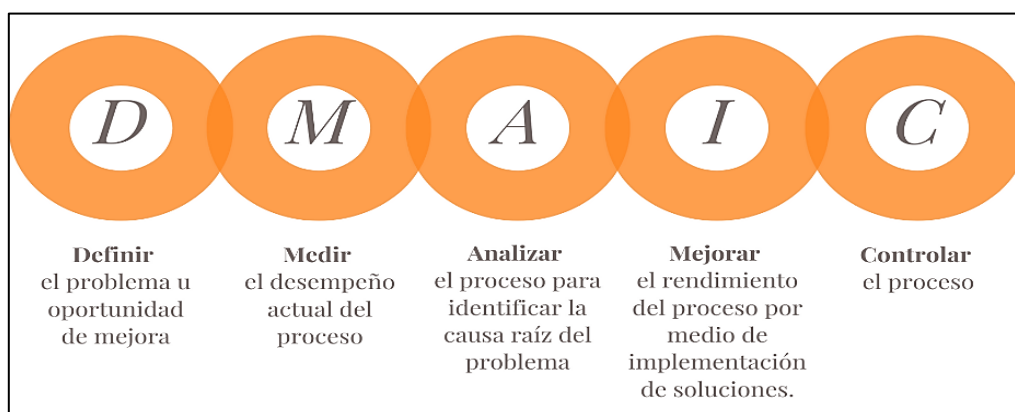 D M A I C
Definir
el problema u
oportunidad
de mejora
Medir
el desempeño
actual del
proceso
Analizar
el proceso para
identificar la
causa raíz del
problema
Mejorar
el rendimiento
del proceso por
medio de
implementación
de soluciones.
Controlar
el proceso